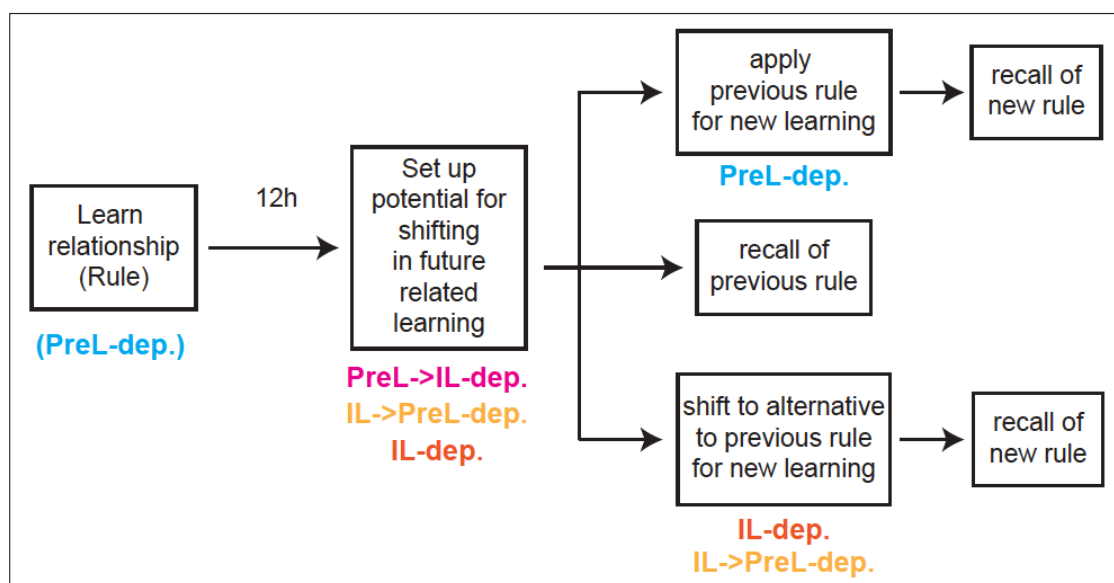 Learn
relationship
(Rule)
(PreL-dep.)
12h
Set up
potential for
shifting
in future
related
learning
PreL->IL-dep.
IL->PreL-dep.
IL-dep.
apply
previous rule
for new learning
PreL-dep.
recall of
new rule
recall of
previous rule
shift to alternative
to previous rule
for new learning
IL-dep.
IL->PreL-dep.
recall of
new rule